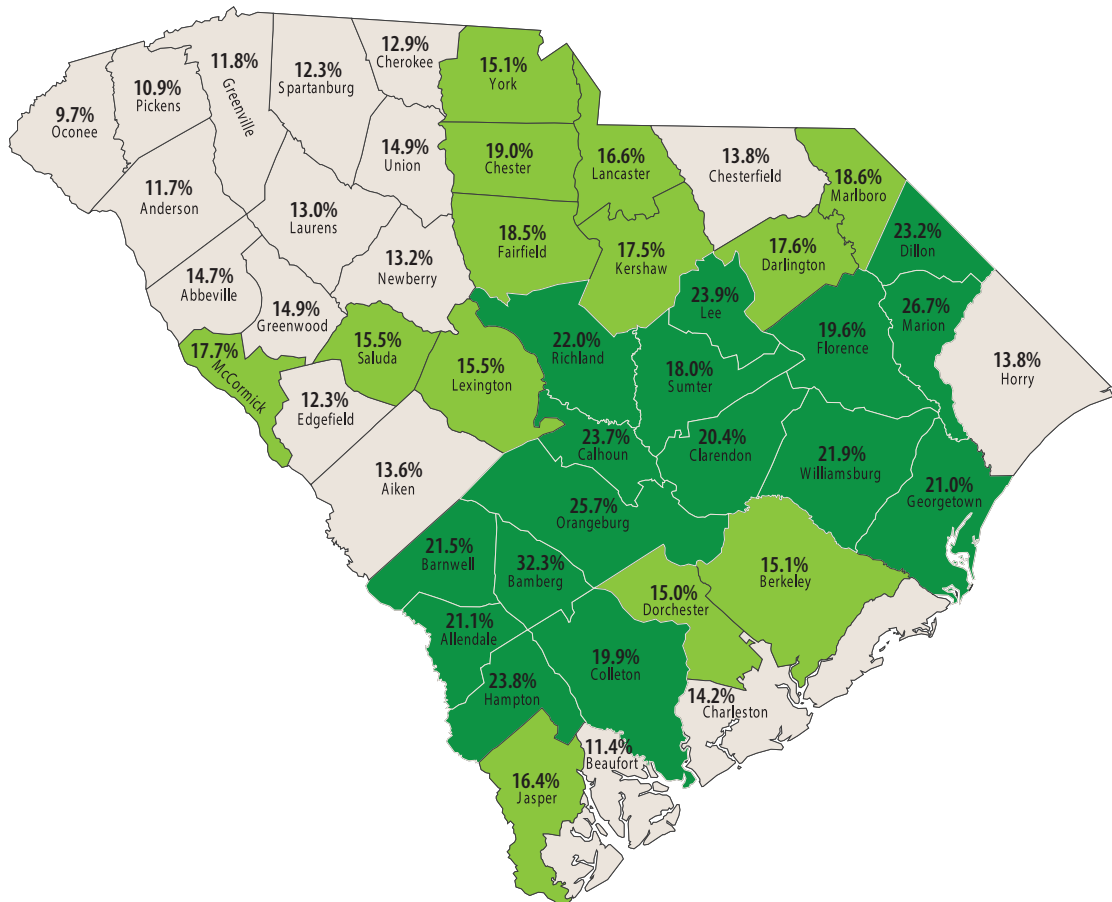 12.9%
Cherokee
11.8%
Greenville
12.3%
Spartanburg
15.1%
York
10.9%
Pickens
9.7%
Oconee
14.9%
Union
19.0%
Chester
16.6%
Lancaster
13.8%
Chesterfield
18.6%
Marlboro
11.7%
Anderson
13.0%
Laurens
18.5%
Fairfield
17.5%
Kershaw
17.6%
Darlington
23.2%
Dillon
13.2%
Newberry
14.7%
Abbeville
14.9%
Greenwood
23.9%
Lee
26.7%
Marion
19.6%
Florence
17.7%
McCormick
15.5%
Saluda
15.5%
Lexington
22.0%
Richland
18.0%
Sumter
13.8%
Horry
12.3%
Edgefield
23.7%
Calhoun
20.4%
Clarendon
21.9%
Williamsburg
21.0%
Georgetown
13.6%
Aiken
25.7%
Orangeburg
21.5%
Barnwell
32.3%
Bamberg
15.0%
Dorchester
15.1%
Berkeley
21.1%
Allendale
19.9%
Colleton
23.8%
Hampton
14.2%
Charleston
11.4%
Beaufort
16.4%
Jasper